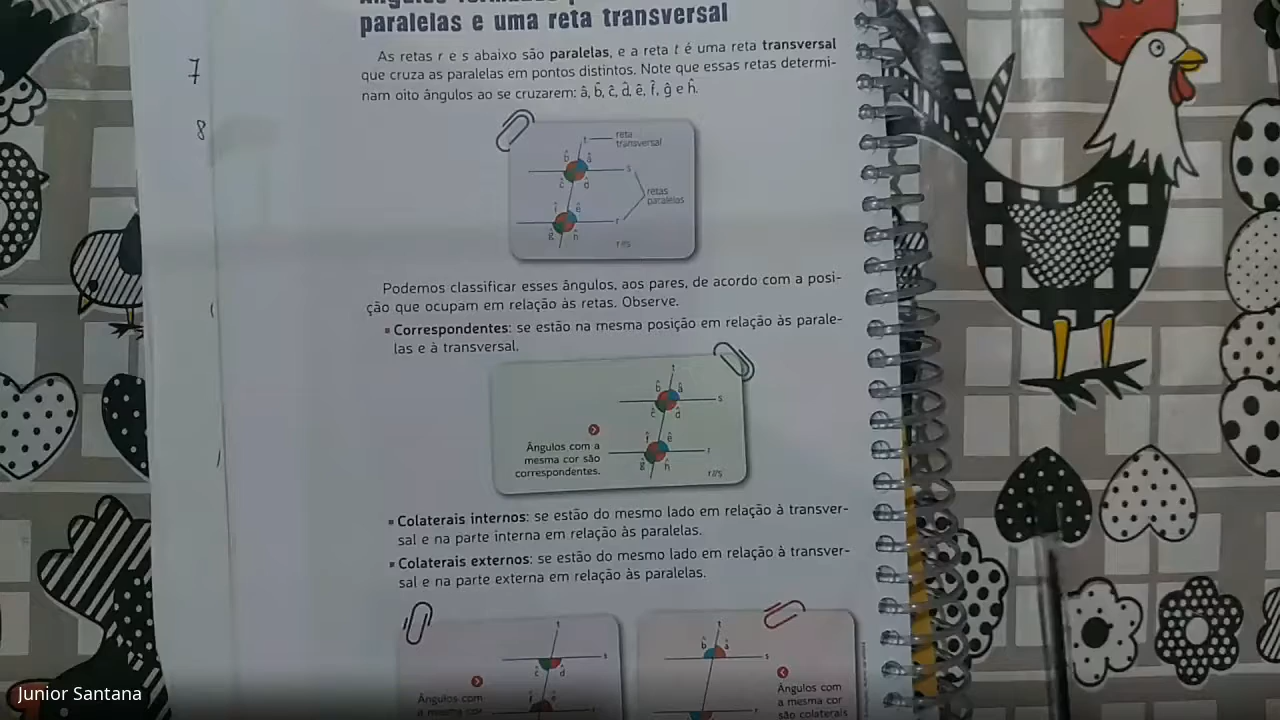 7
8
paralelas e uma reta transversal
As retas r e s abaixo são paralelas, e a reta t é uma reta transversal
que cruza as paralelas em pontos distintos. Note que essas retas determi-
nam oito ângulos ao se cruzarem: â, b̂, ĉ, d̂, ê, f̂, ĝ e ĥ.
t
reta
transversal
b̂ â
s
ĉ d̂
retas
paralelas
f̂ ê
r
ĝ ĥ
r//s
Podemos classificar esses ângulos, aos pares, de acordo com a posi-
ção que ocupam em relação às retas. Observe.
▪ Correspondentes: se estão na mesma posição em relação às parale-
las e à transversal.
t
b̂ â
s
ĉ d̂
Ângulos com a
mesma cor são
correspondentes.
f̂ ê
r
ĝ ĥ
r//s
▪ Colaterais internos: se estão do mesmo lado em relação à transver-
sal e na parte interna em relação às paralelas.
▪ Colaterais externos: se estão do mesmo lado em relação à transver-
sal e na parte externa em relação às paralelas.
t
s
ĉ d̂
f̂ ê
Ângulos com
a mesma cor
t
b̂ â
s
Ângulos com
a mesma cor
são colaterais
Junior Santana